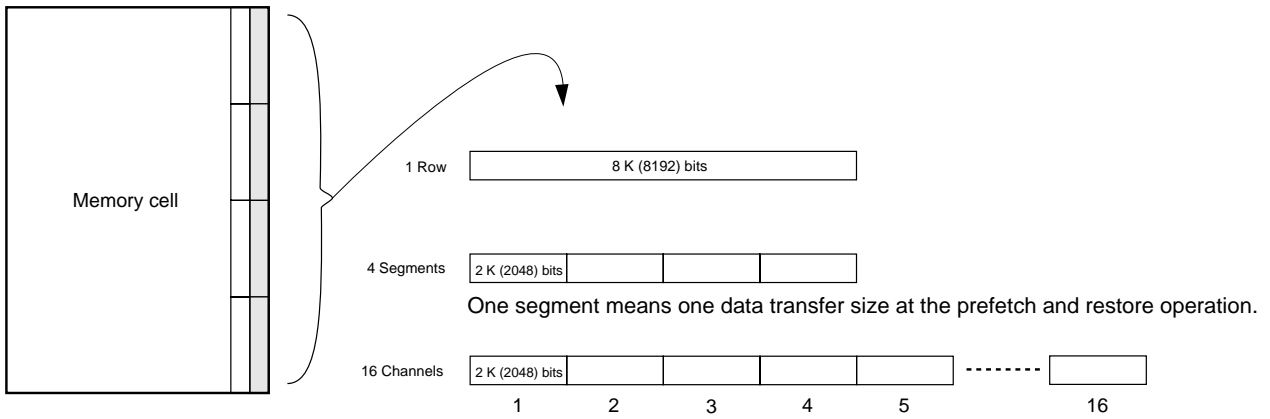 Memory cell
1 Row
8 K (8192) bits
4 Segments
2 K (2048) bits
One segment means one data transfer size at the prefetch and restore operation.
16 Channels
2 K (2048) bits
1 2 3 4 5 16